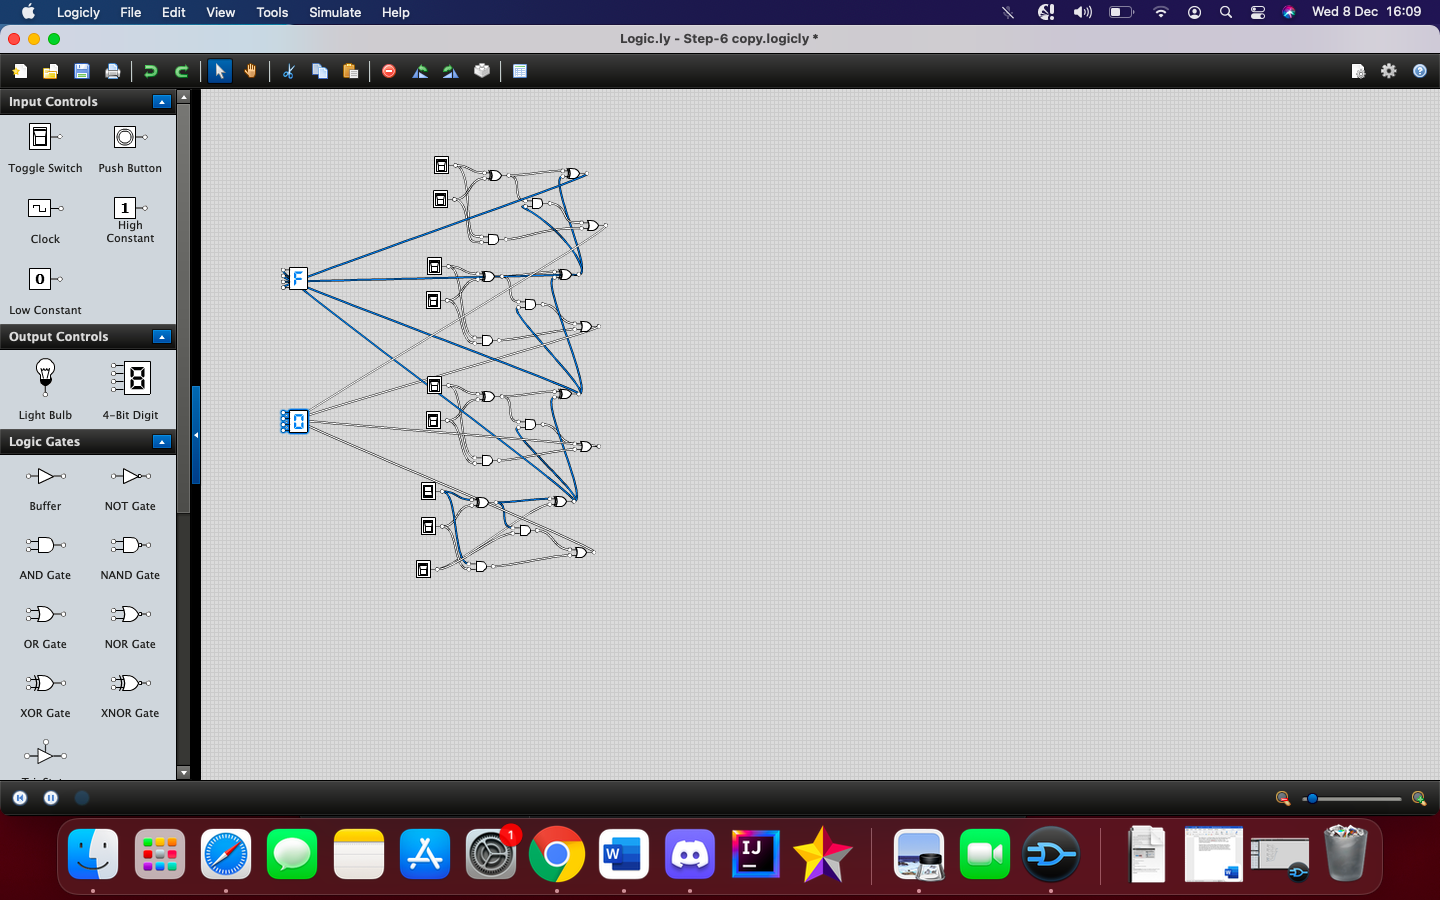 Logicly File Edit View Tools Simulate Help Wed 8 Dec 16:09
Logic.ly - Step-6 copy.logicly *
Input Controls
Toggle Switch Push Button
1
Clock High Constant
0
Low Constant
Output Controls
8
Light Bulb 4-Bit Digit
Logic Gates
Buffer NOT Gate
AND Gate NAND Gate
OR Gate NOR Gate
XOR Gate XNOR Gate
F
0
1
W
IJ